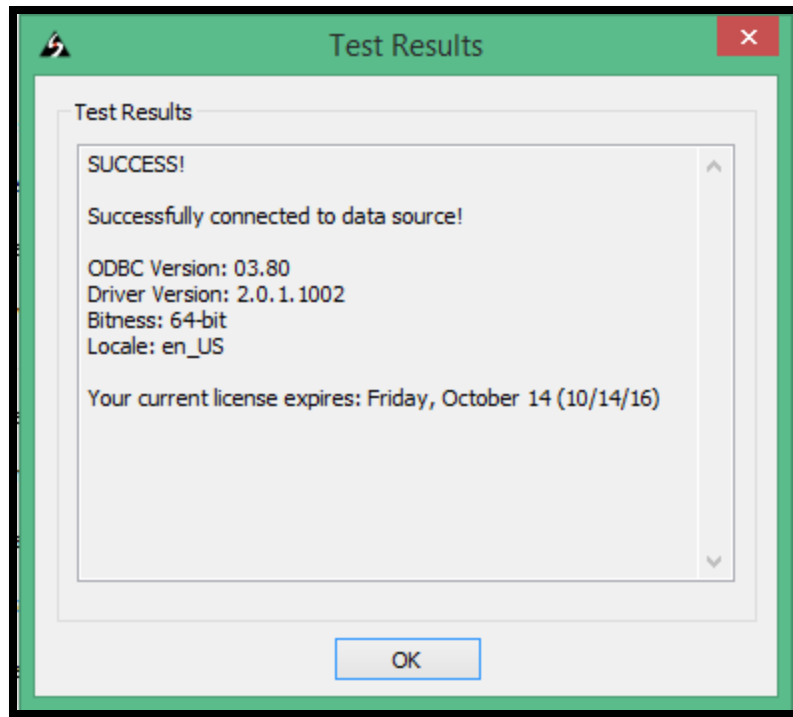 Test Results
Test Results
SUCCESS!
Successfully connected to data source!
ODBC Version: 03.80
Driver Version: 2.0.1.1002
Bitness: 64-bit
Locale: en_US
Your current license expires: Friday, October 14 (10/14/16)
OK